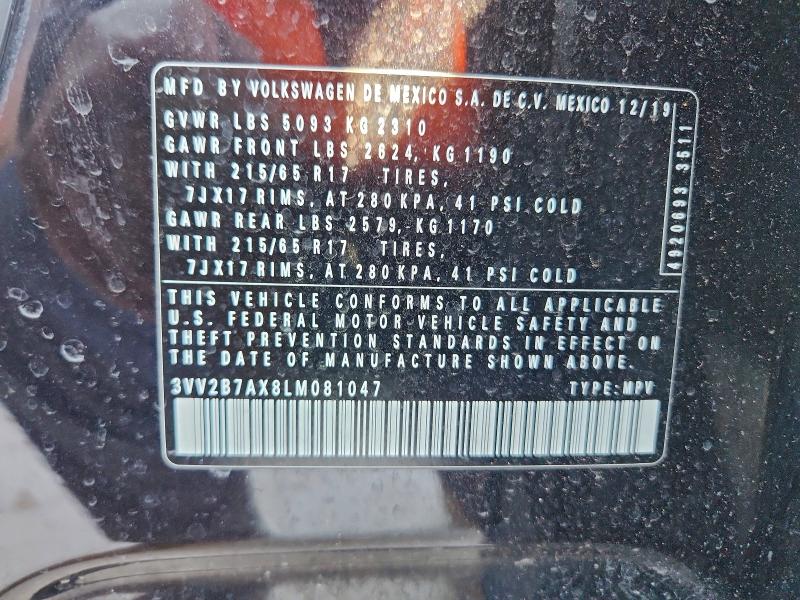 MFD BY VOLKSWAGEN DE MEXICO S.A. DE C.V. MEXICO 12/19
GVWR LBS 5093 KG 2310
GAWR FRONT LBS 2624, KG 1190
WITH 215/65 R17 TIRES,
7JX17 RIMS, AT 280 KPA, 41 PSI COLD
GAWR REAR LBS 2579, KG 1170
WITH 215/65 R17 TIRES,
7JX17 RIMS, AT 280 KPA, 41 PSI COLD
4920693 3611
THIS VEHICLE CONFORMS TO ALL APPLICABLE
U.S. FEDERAL MOTOR VEHICLE SAFETY AND
THEFT PREVENTION STANDARDS IN EFFECT ON
THE DATE OF MANUFACTURE SHOWN ABOVE.
3VV2B7AX8LM081047 TYPE:MPV